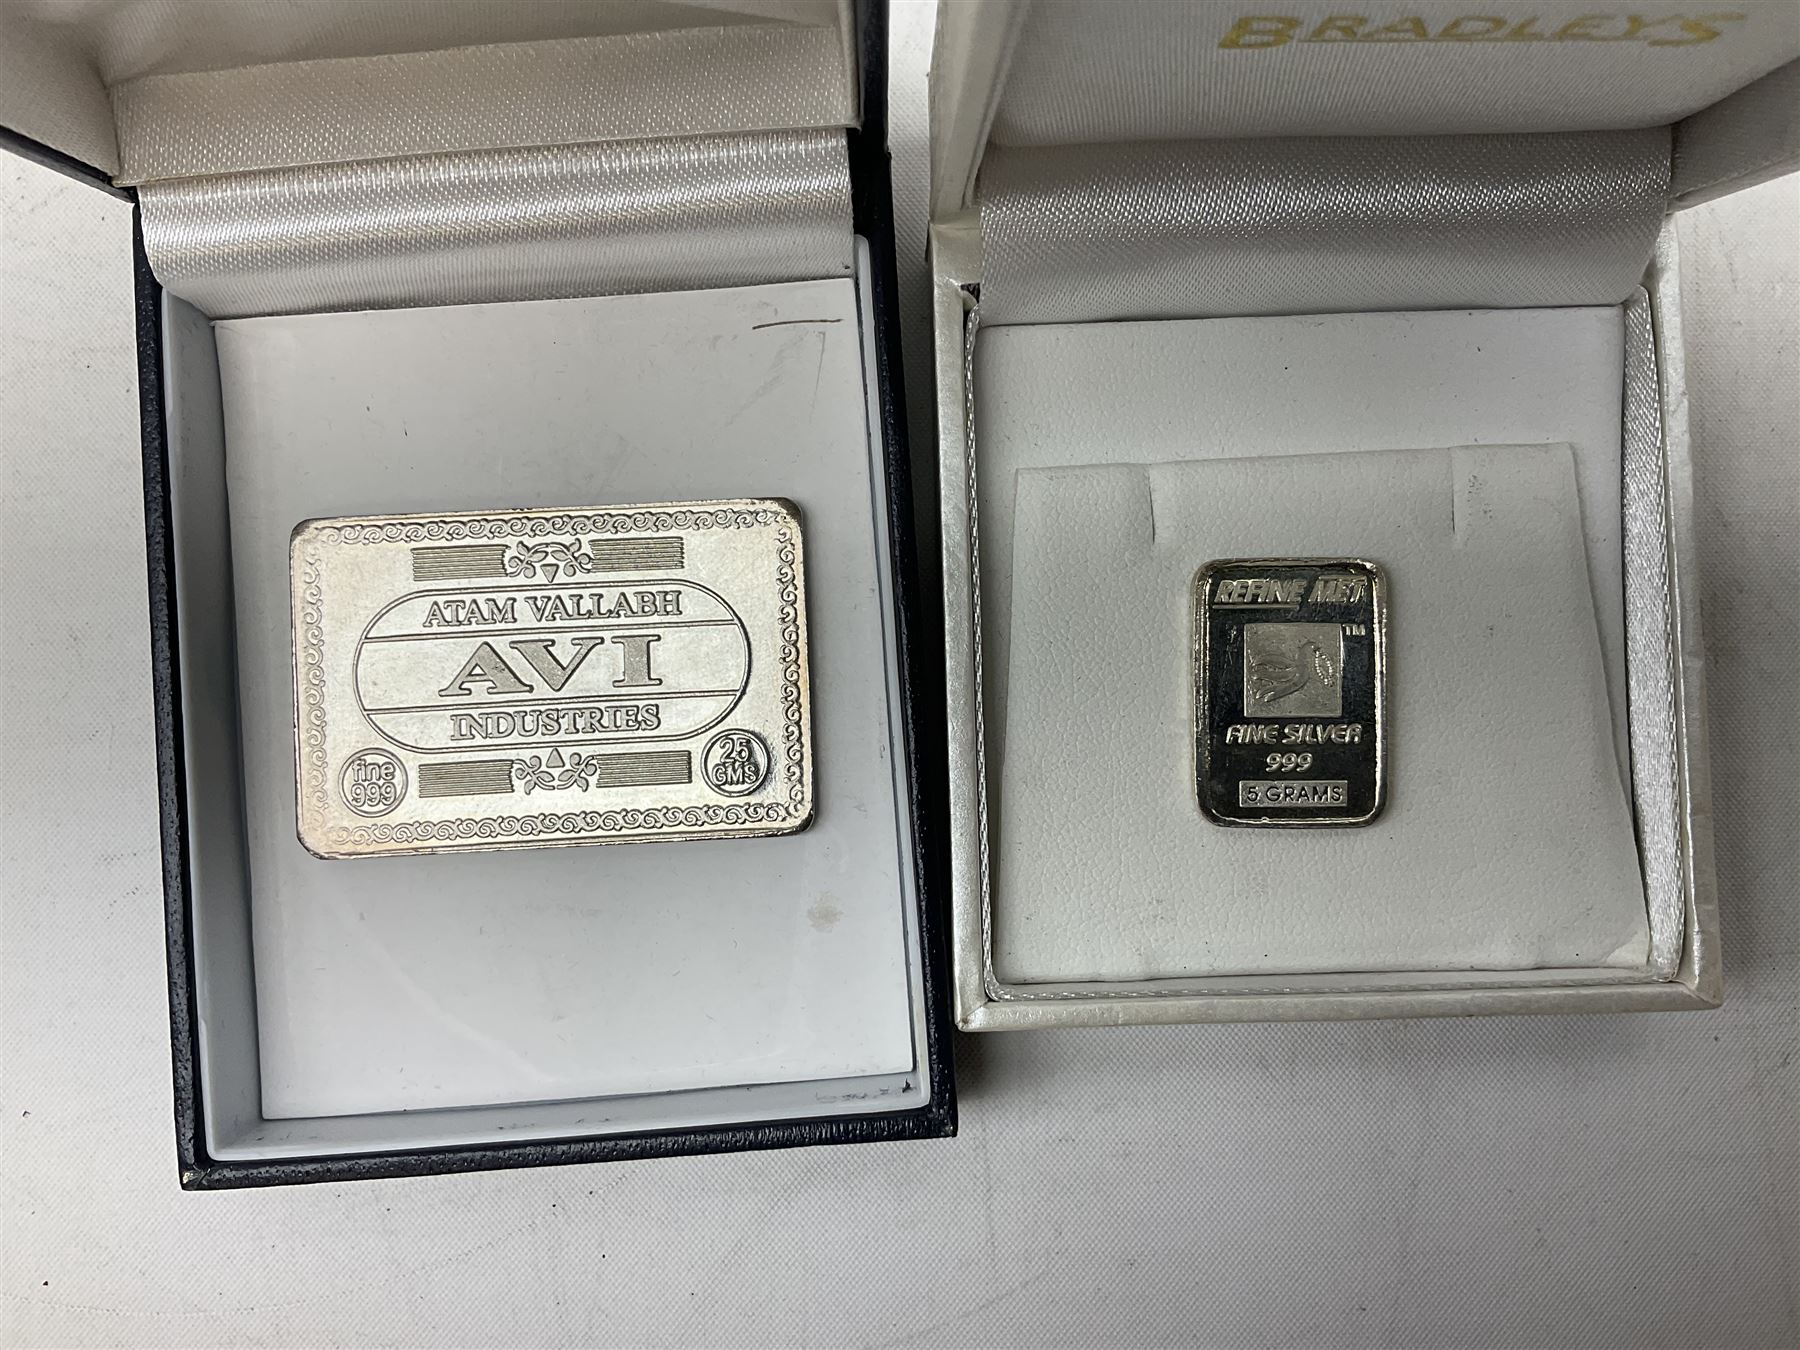 BRADLEYS
ATAM VALLABH
AVI
INDUSTRIES
fine
999
25
GMS
REFINE MET
TM
FINE SILVER
999
5 GRAMS